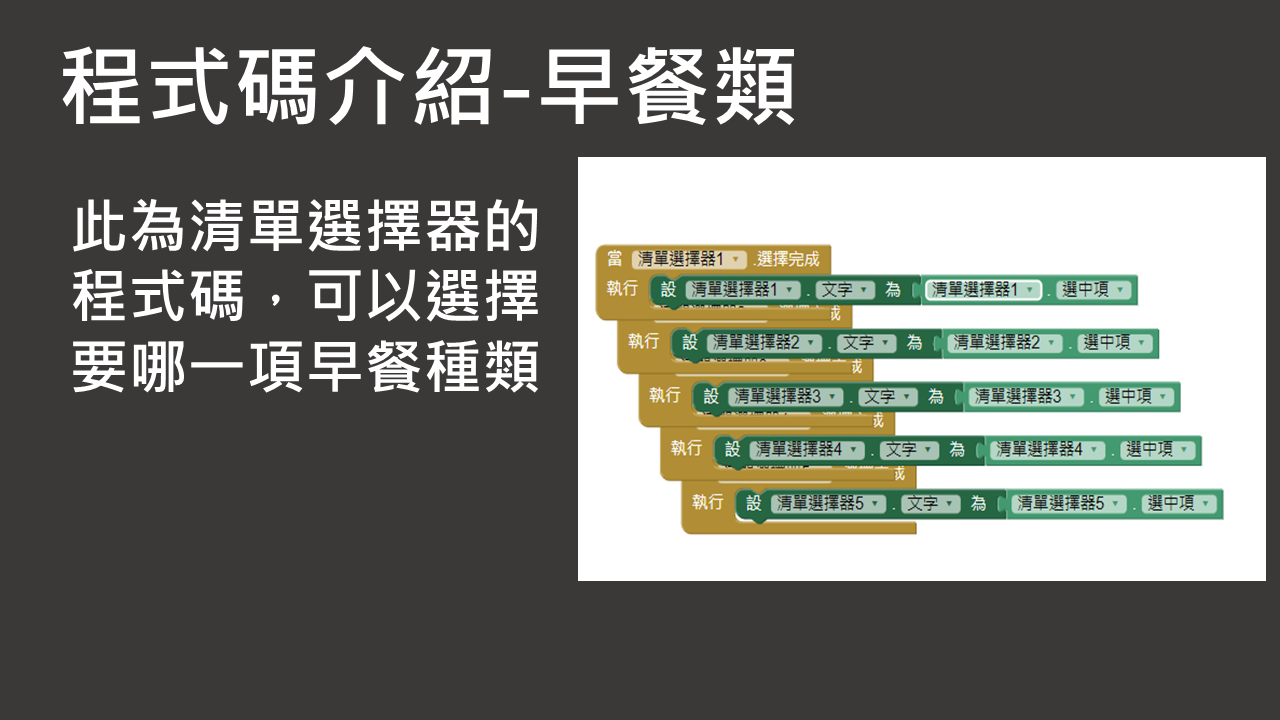 程式碼介紹-早餐類
此為清單選擇器的
程式碼，可以選擇
要哪一項早餐種類
當 清單選擇器1 .選擇完成
執行 設 清單選擇器1 . 文字 為 清單選擇器1 . 選中項
執行 設 清單選擇器2 . 文字 為 清單選擇器2 . 選中項
執行 設 清單選擇器3 . 文字 為 清單選擇器3 . 選中項
執行 設 清單選擇器4 . 文字 為 清單選擇器4 . 選中項
執行 設 清單選擇器5 . 文字 為 清單選擇器5 . 選中項